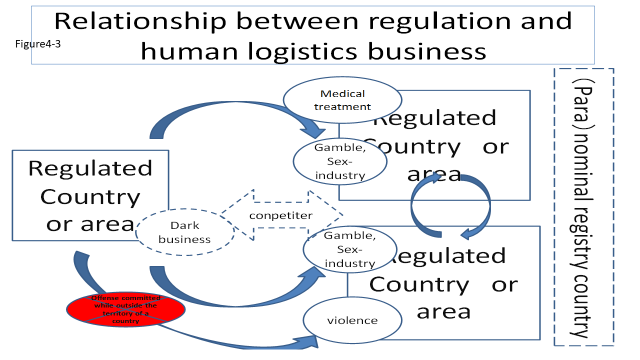 Relationship between regulation and
human logistics business
Figure4-3
Medical
treatment
Regulated
Country or
area
Gamble,
Sex-
industry
Regulated
Country
or area
Dark
business
conpetiter
Gamble,
Sex-
industry
Regulated
Country or
area
violence
Offense committed
while outside the
territory of a
country
(Para) nominal registry country